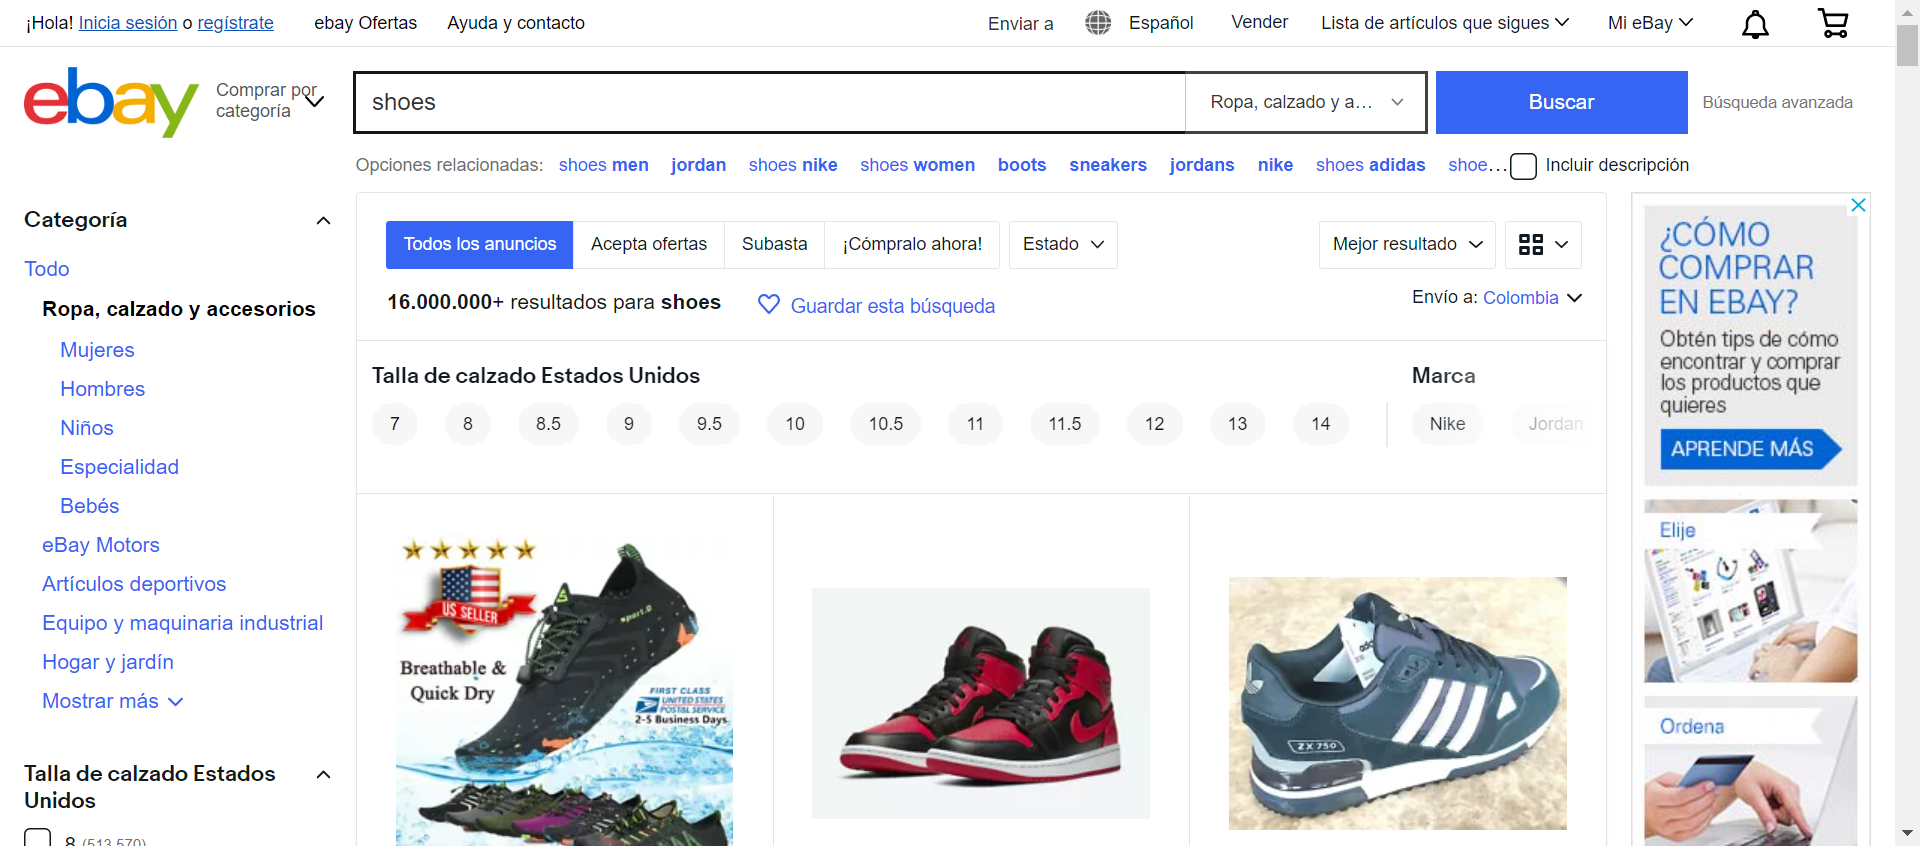 ¡Hola! Inicia sesión o regístrate
ebay Ofertas
Ayuda y contacto
Enviar a
Español
Vender
Lista de artículos que sigues
Mi eBay
ebay
Comprar por
categoría
shoes
Ropa, calzado y a...
Buscar
Búsqueda avanzada
Opciones relacionadas: shoes men jordan shoes nike shoes women boots sneakers jordans nike shoes adidas shoe...
Incluir descripción
Categoría
Todo
Ropa, calzado y accesorios
Mujeres
Hombres
Niños
Especialidad
Bebés
eBay Motors
Artículos deportivos
Equipo y maquinaria industrial
Hogar y jardín
Mostrar más
Talla de calzado Estados
Unidos
8 (513.570)
Todos los anuncios
Acepta ofertas
Subasta
¡Cómpralo ahora!
Estado
Mejor resultado
16.000.000+ resultados para shoes
Guardar esta búsqueda
Envío a: Colombia
Talla de calzado Estados Unidos
7 8 8.5 9 9.5 10 10.5 11 11.5 12 13 14
Marca
Nike Jordan
US SELLER
Breathable &
Quick Dry
sport.D
FIRST CLASS
UNITED STATES
POSTAL SERVICE
2-5 Business Days
adidas
ZX 750
¿CÓMO
COMPRAR
EN EBAY?
Obtén tips de cómo
encontrar y comprar
los productos que
quieres
APRENDE MÁS
Elije
Ordena